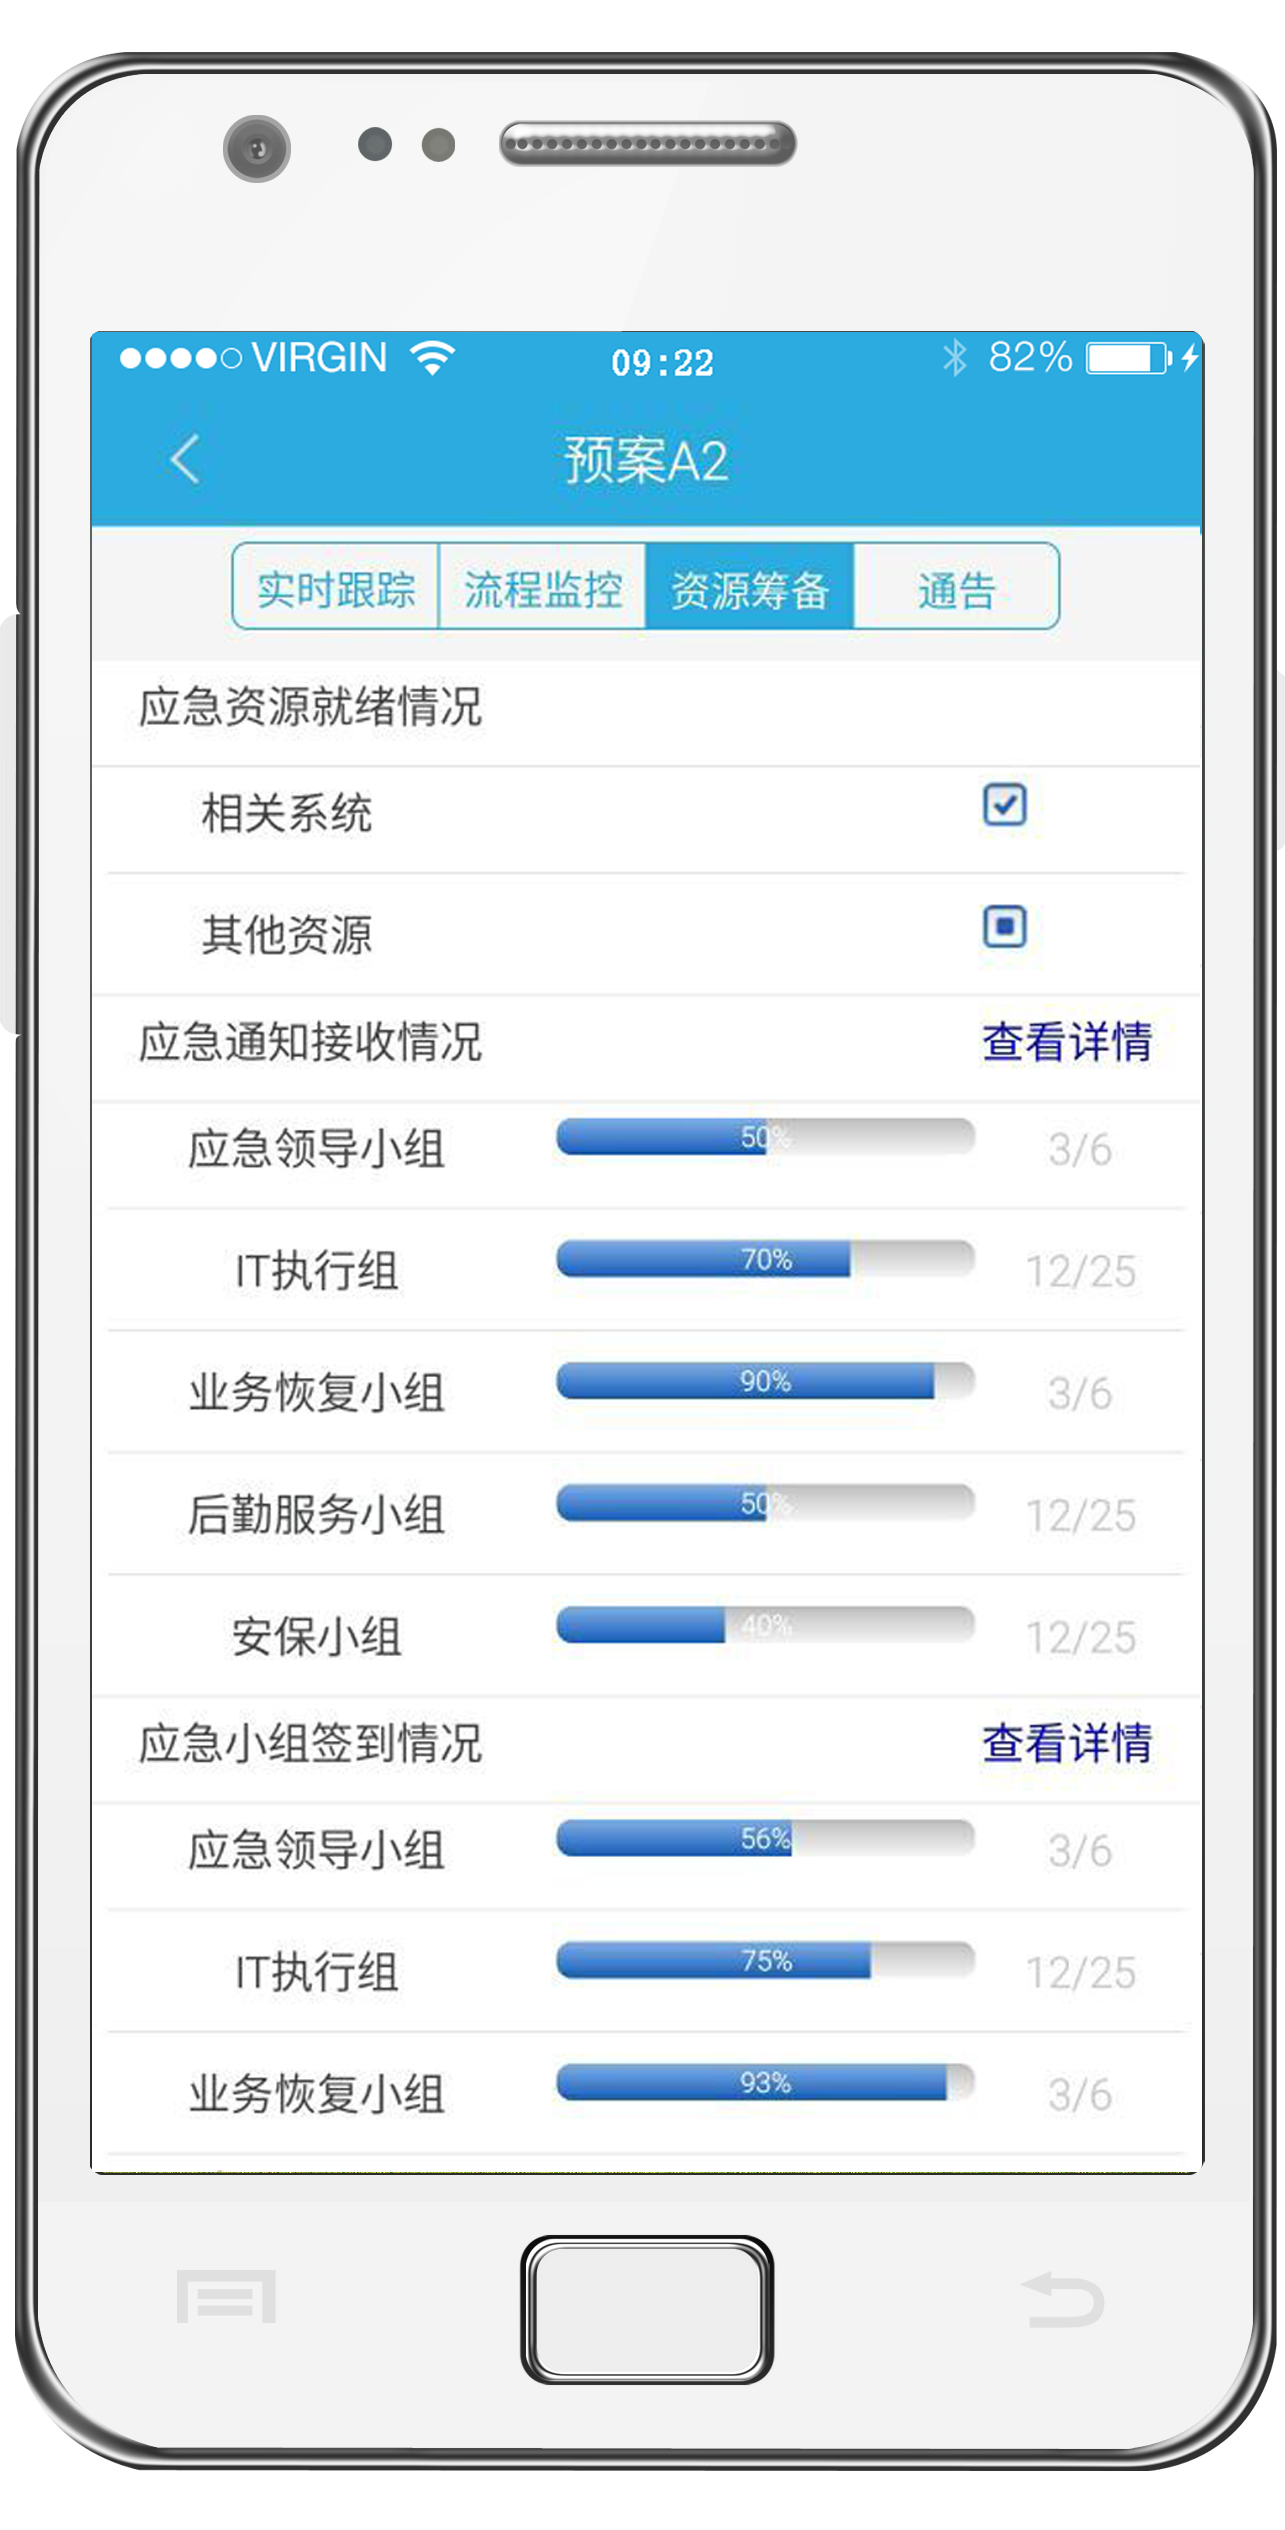 VIRGIN 09:22 82%
预案A2
实时跟踪 流程监控 资源筹备 通告
应急资源就绪情况
相关系统
其他资源
应急通知接收情况 查看详情
应急领导小组 50% 3/6
IT执行组 70% 12/25
业务恢复小组 90% 3/6
后勤服务小组 50% 12/25
安保小组 40% 12/25
应急小组签到情况 查看详情
应急领导小组 56% 3/6
IT执行组 75% 12/25
业务恢复小组 93% 3/6